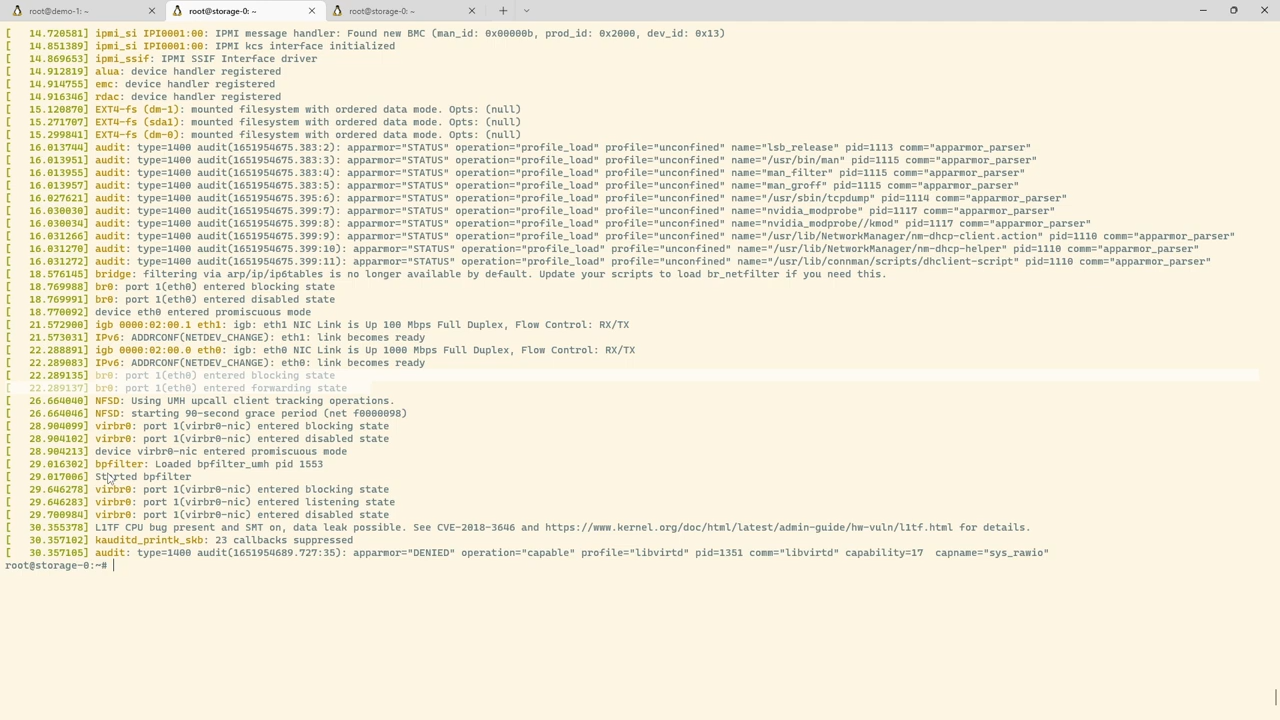 root@demo-1: ~
root@storage-0: ~
root@storage-0: ~
[   14.720581] ipmi_si IPI0001:00: IPMI message handler: Found new BMC (man_id: 0x00000b, prod_id: 0x2000, dev_id: 0x13)
[   14.851389] ipmi_si IPI0001:00: IPMI kcs interface initialized
[   14.869653] ipmi_ssif: IPMI SSIF Interface driver
[   14.912819] alua: device handler registered
[   14.914755] emc: device handler registered
[   14.916346] rdac: device handler registered
[   15.120870] EXT4-fs (dm-1): mounted filesystem with ordered data mode. Opts: (null)
[   15.271707] EXT4-fs (sda1): mounted filesystem with ordered data mode. Opts: (null)
[   15.299841] EXT4-fs (dm-0): mounted filesystem with ordered data mode. Opts: (null)
[   16.013744] audit: type=1400 audit(1651954675.383:2): apparmor="STATUS" operation="profile_load" profile="unconfined" name="lsb_release" pid=1113 comm="apparmor_parser"
[   16.013951] audit: type=1400 audit(1651954675.383:3): apparmor="STATUS" operation="profile_load" profile="unconfined" name="/usr/bin/man" pid=1115 comm="apparmor_parser"
[   16.013955] audit: type=1400 audit(1651954675.383:4): apparmor="STATUS" operation="profile_load" profile="unconfined" name="man_filter" pid=1115 comm="apparmor_parser"
[   16.013957] audit: type=1400 audit(1651954675.383:5): apparmor="STATUS" operation="profile_load" profile="unconfined" name="man_groff" pid=1115 comm="apparmor_parser"
[   16.027621] audit: type=1400 audit(1651954675.395:6): apparmor="STATUS" operation="profile_load" profile="unconfined" name="/usr/sbin/tcpdump" pid=1114 comm="apparmor_parser"
[   16.030030] audit: type=1400 audit(1651954675.399:7): apparmor="STATUS" operation="profile_load" profile="unconfined" name="nvidia_modprobe" pid=1117 comm="apparmor_parser"
[   16.030034] audit: type=1400 audit(1651954675.399:8): apparmor="STATUS" operation="profile_load" profile="unconfined" name="nvidia_modprobe//kmod" pid=1117 comm="apparmor_parser"
[   16.031266] audit: type=1400 audit(1651954675.399:9): apparmor="STATUS" operation="profile_load" profile="unconfined" name="/usr/lib/NetworkManager/nm-dhcp-client.action" pid=1110 comm="apparmor_parser"
[   16.031270] audit: type=1400 audit(1651954675.399:10): apparmor="STATUS" operation="profile_load" profile="unconfined" name="/usr/lib/NetworkManager/nm-dhcp-helper" pid=1110 comm="apparmor_parser"
[   16.031272] audit: type=1400 audit(1651954675.399:11): apparmor="STATUS" operation="profile_load" profile="unconfined" name="/usr/lib/connman/scripts/dhclient-script" pid=1110 comm="apparmor_parser"
[   18.576145] bridge: filtering via arp/ip/ip6tables is no longer available by default. Update your scripts to load br_netfilter if you need this.
[   18.769988] br0: port 1(eth0) entered blocking state
[   18.769991] br0: port 1(eth0) entered disabled state
[   18.770092] device eth0 entered promiscuous mode
[   21.572900] igb 0000:02:00.1 eth1: igb: eth1 NIC Link is Up 100 Mbps Full Duplex, Flow Control: RX/TX
[   21.573031] IPv6: ADDRCONF(NETDEV_CHANGE): eth1: link becomes ready
[   22.288891] igb 0000:02:00.0 eth0: igb: eth0 NIC Link is Up 1000 Mbps Full Duplex, Flow Control: RX/TX
[   22.289083] IPv6: ADDRCONF(NETDEV_CHANGE): eth0: link becomes ready
[   22.289135] br0: port 1(eth0) entered blocking state
[   22.289137] br0: port 1(eth0) entered forwarding state
[   26.664040] NFSD: Using UMH upcall client tracking operations.
[   26.664046] NFSD: starting 90-second grace period (net f0000098)
[   28.904099] virbr0: port 1(virbr0-nic) entered blocking state
[   28.904102] virbr0: port 1(virbr0-nic) entered disabled state
[   28.904213] device virbr0-nic entered promiscuous mode
[   29.016302] bpfilter: Loaded bpfilter_umh pid 1553
[   29.017006] Started bpfilter
[   29.646278] virbr0: port 1(virbr0-nic) entered blocking state
[   29.646283] virbr0: port 1(virbr0-nic) entered listening state
[   29.700984] virbr0: port 1(virbr0-nic) entered disabled state
[   30.355378] L1TF CPU bug present and SMT on, data leak possible. See CVE-2018-3646 and https://www.kernel.org/doc/html/latest/admin-guide/hw-vuln/l1tf.html for details.
[   30.357102] kauditd_printk_skb: 23 callbacks suppressed
[   30.357105] audit: type=1400 audit(1651954689.727:35): apparmor="DENIED" operation="capable" profile="libvirtd" pid=1351 comm="libvirtd" capability=17  capname="sys_rawio"
root@storage-0:~#